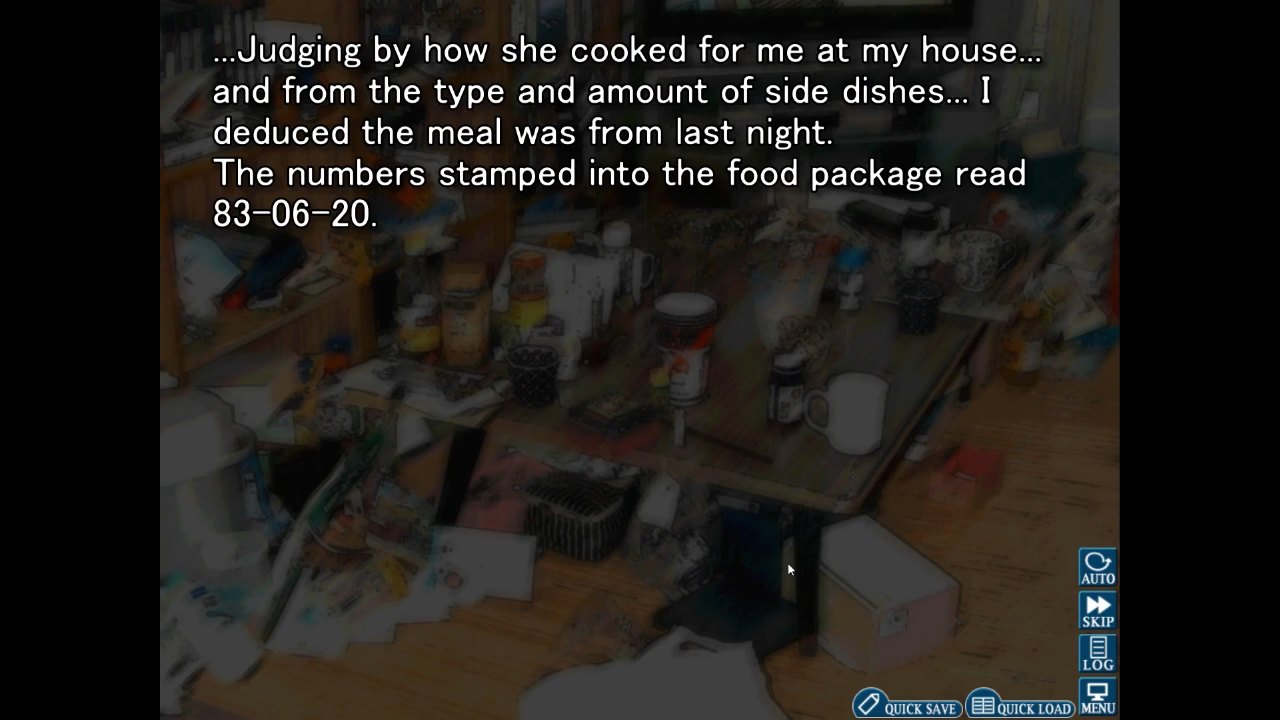 ...Judging by how she cooked for me at my house...
and from the type and amount of side dishes... I
deduced the meal was from last night.
The numbers stamped into the food package read
83-06-20.
AUTO
SKIP
LOG
QUICK SAVE
QUICK LOAD
MENU